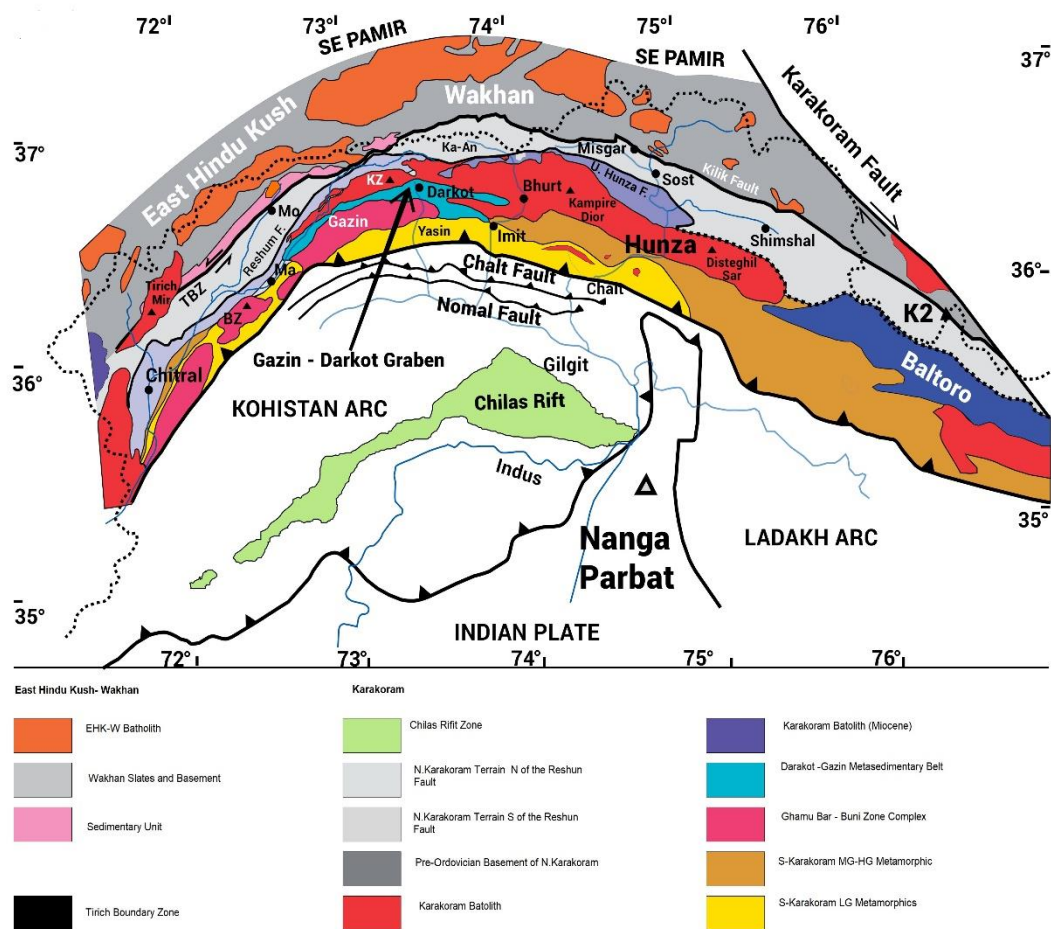 72°
73°
74°
75°
76°
37°
SE PAMIR
SE PAMIR
Karakoram Fault
Wakhan
East Hindu Kush
37°
Ka-An
Misgar
Sost
Kilik Fault
U. Hunza F.
KZ
Darkot
Bhurt
Kampire
Dior
Mo
Reshum F.
Gazin
Yasin
Imit
Hunza
Shimshal
Disteghil
Sar
36°
Ma
Tirich
Mir
TBZ
BZ
Chalt Fault
Chalt
Nomal Fault
K2
36°
Chitral
Gazin - Darkot Graben
Gilgit
Baltoro
KOHISTAN ARC
Chilas Rift
Indus
35°
Nanga
Parbat
LADAKH ARC
35°
INDIAN PLATE
72°
73°
74°
75°
76°
East Hindu Kush- Wakhan
EHK-W Batholith
Wakhan Slates and Basement
Sedimentary Unit
Tirich Boundary Zone
Karakoram
Chilas Rifit Zone
N.Karakoram Terrain N of the Reshun
Fault
N.Karakoram Terrain S of the Reshun
Fault
Pre-Ordovician Basement of N.Karakoram
Karakoram Batolith
Karakoram Batolith (Miocene)
Darakot -Gazin Metasedimentary Belt
Ghamu Bar - Buni Zone Complex
S-Karakoram MG-HG Metamorphic
S-Karakoram LG Metamorphics